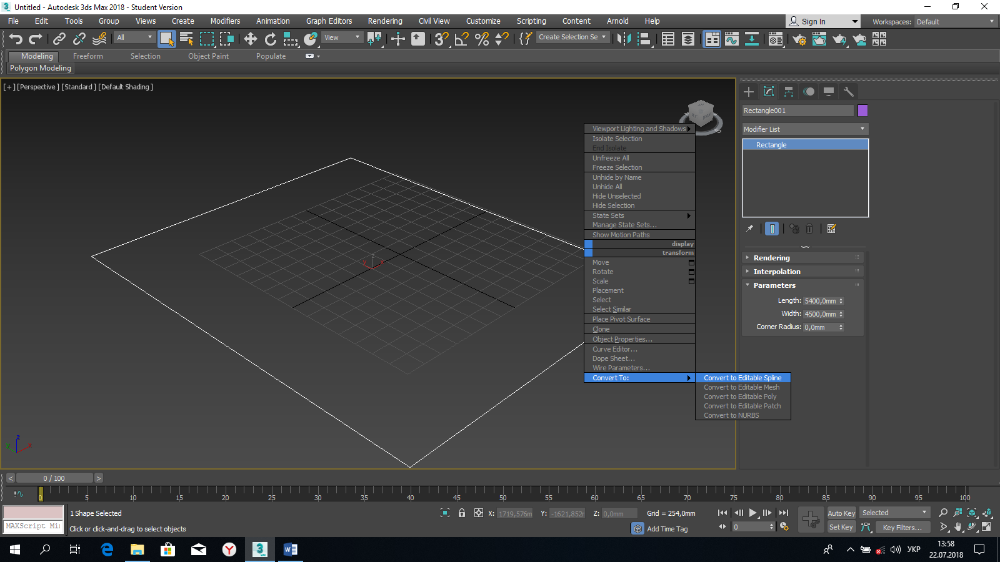 Untitled - Autodesk 3ds Max 2018 - Student Version
File Edit Tools Group Views Create Modifiers Animation Graph Editors Rendering Civil View Customize Scripting Content Arnold Help
Sign In Workspaces: Default
All View Create Selection Se
Modeling Freeform Selection Object Paint Populate
Polygon Modeling
[+] [Perspective] [Standard] [Default Shading]
Rectangle001
Modifier List
Rectangle
Viewport Lighting and Shadows
Isolate Selection
End Isolate
Unfreeze All
Freeze Selection
Unhide by Name
Unhide All
Hide Unselected
Hide Selection
State Sets
Manage State Sets...
Show Motion Paths
display
transform
Move
Rotate
Scale
Placement
Select
Select Similar
Place Pivot Surface
Clone
Object Properties...
Curve Editor...
Dope Sheet...
Wire Parameters...
Convert To:
Convert to Editable Spline
Convert to Editable Mesh
Convert to Editable Poly
Convert to Editable Patch
Convert to NURBS
Rendering
Interpolation
Parameters
Length: 5400,0mm
Width: 4500,0mm
Corner Radius: 0,0mm
z
y x
z
y x
< 0 / 100 >
0 5 10 15 20 25 30 35 40 45 50 55 60 65 70 75 80 85 90 95 100
1 Shape Selected X: 1719,576m Y: -1621,852m Z: 0,0mm Grid = 254,0mm Auto Key Selected
MAXScript Mi Click or click-and-drag to select objects Add Time Tag 0 Set Key Key Filters...
УКР 13:58
22.07.2018